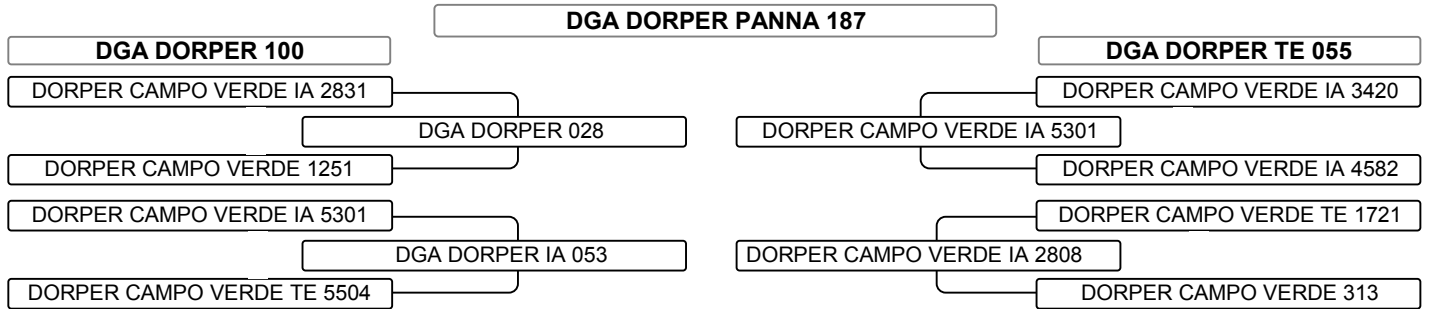 DGA DORPER PANNA 187
DGA DORPER 100
DGA DORPER TE 055
DORPER CAMPO VERDE IA 2831
DORPER CAMPO VERDE IA 3420
DGA DORPER 028
DORPER CAMPO VERDE IA 5301
DORPER CAMPO VERDE 1251
DORPER CAMPO VERDE IA 4582
DORPER CAMPO VERDE IA 5301
DORPER CAMPO VERDE TE 1721
DGA DORPER IA 053
DORPER CAMPO VERDE IA 2808
DORPER CAMPO VERDE TE 5504
DORPER CAMPO VERDE 313